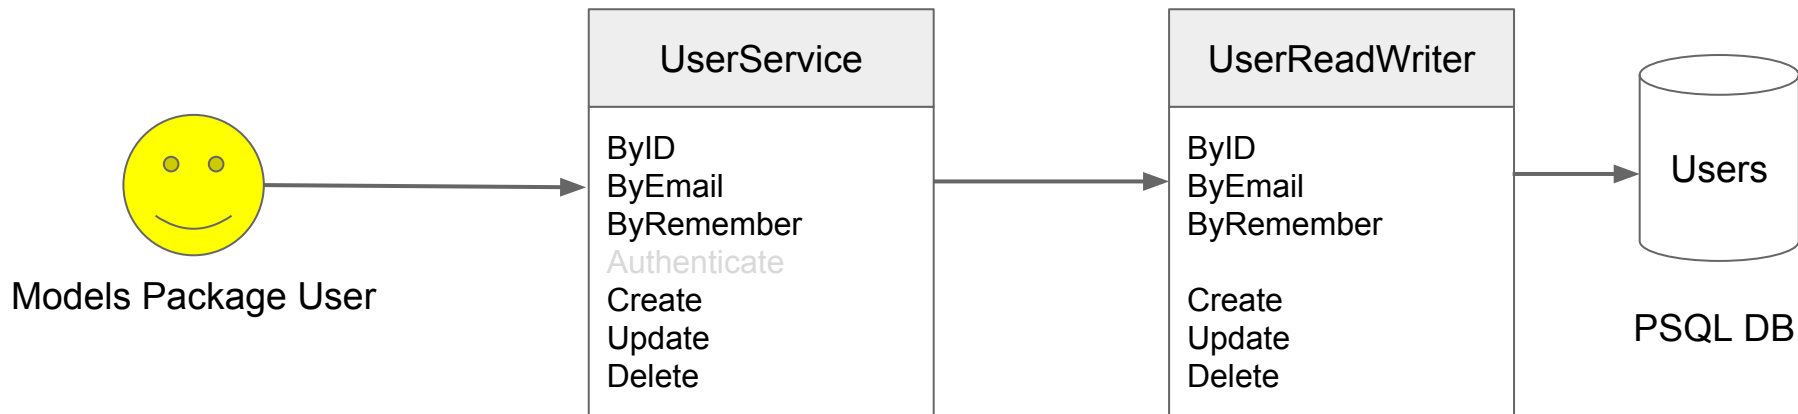 Models Package User
UserService
ByID
ByEmail
ByRemember
Authenticate
Create
Update
Delete
UserReadWriter
ByID
ByEmail
ByRemember
Create
Update
Delete
Users
PSQL DB